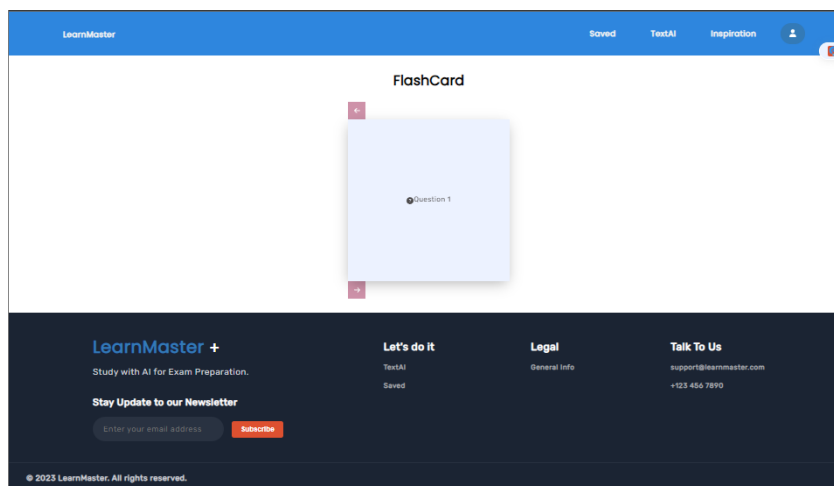 LearnMaster
Saved
TextAI
Inspiration
FlashCard
←
Question 1
→
LearnMaster +
Study with AI for Exam Preparation.
Stay Update to our Newsletter
Enter your email address
Subscribe
Let's do it
TextAI
Saved
Legal
General Info
Talk To Us
support@learnmaster.com
+123 456 7890
© 2023 LearnMaster. All rights reserved.